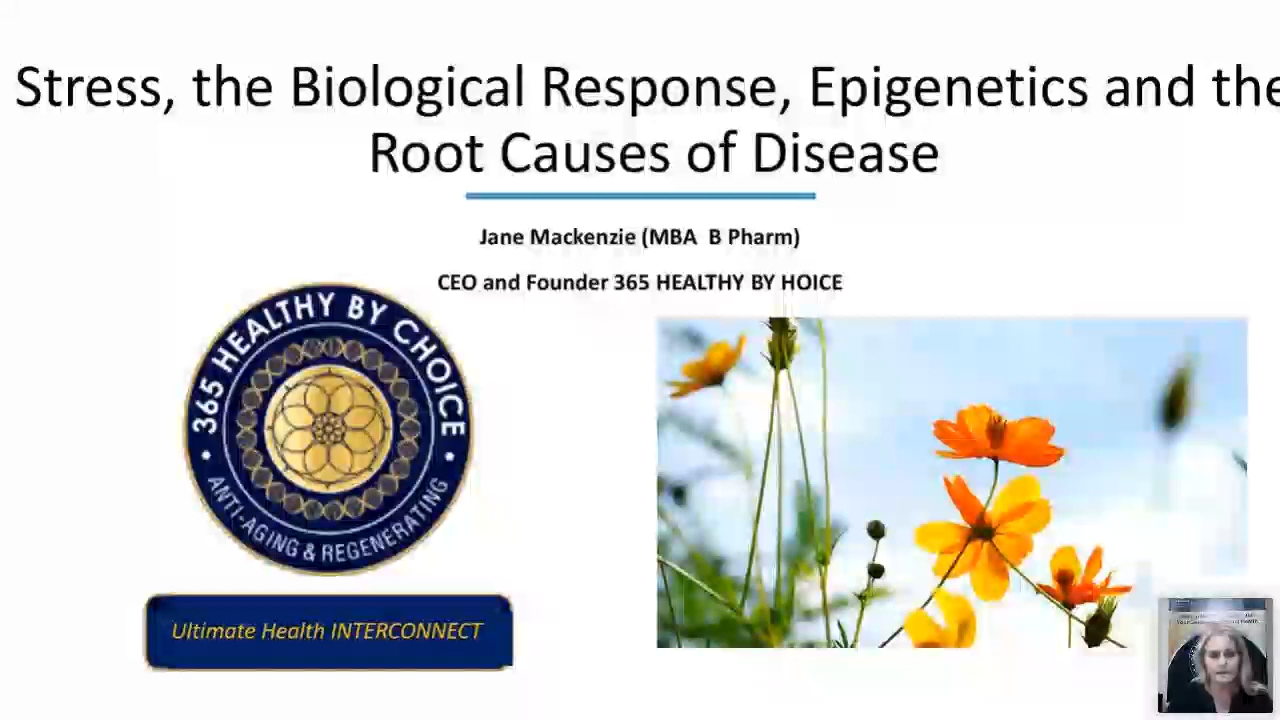 Stress, the Biological Response, Epigenetics and the
Root Causes of Disease
Jane Mackenzie (MBA B Pharm)
CEO and Founder 365 HEALTHY BY HOICE
• 365 HEALTHY BY CHOICE •
ANTI-AGING & REGENERATING
Ultimate Health INTERCONNECT